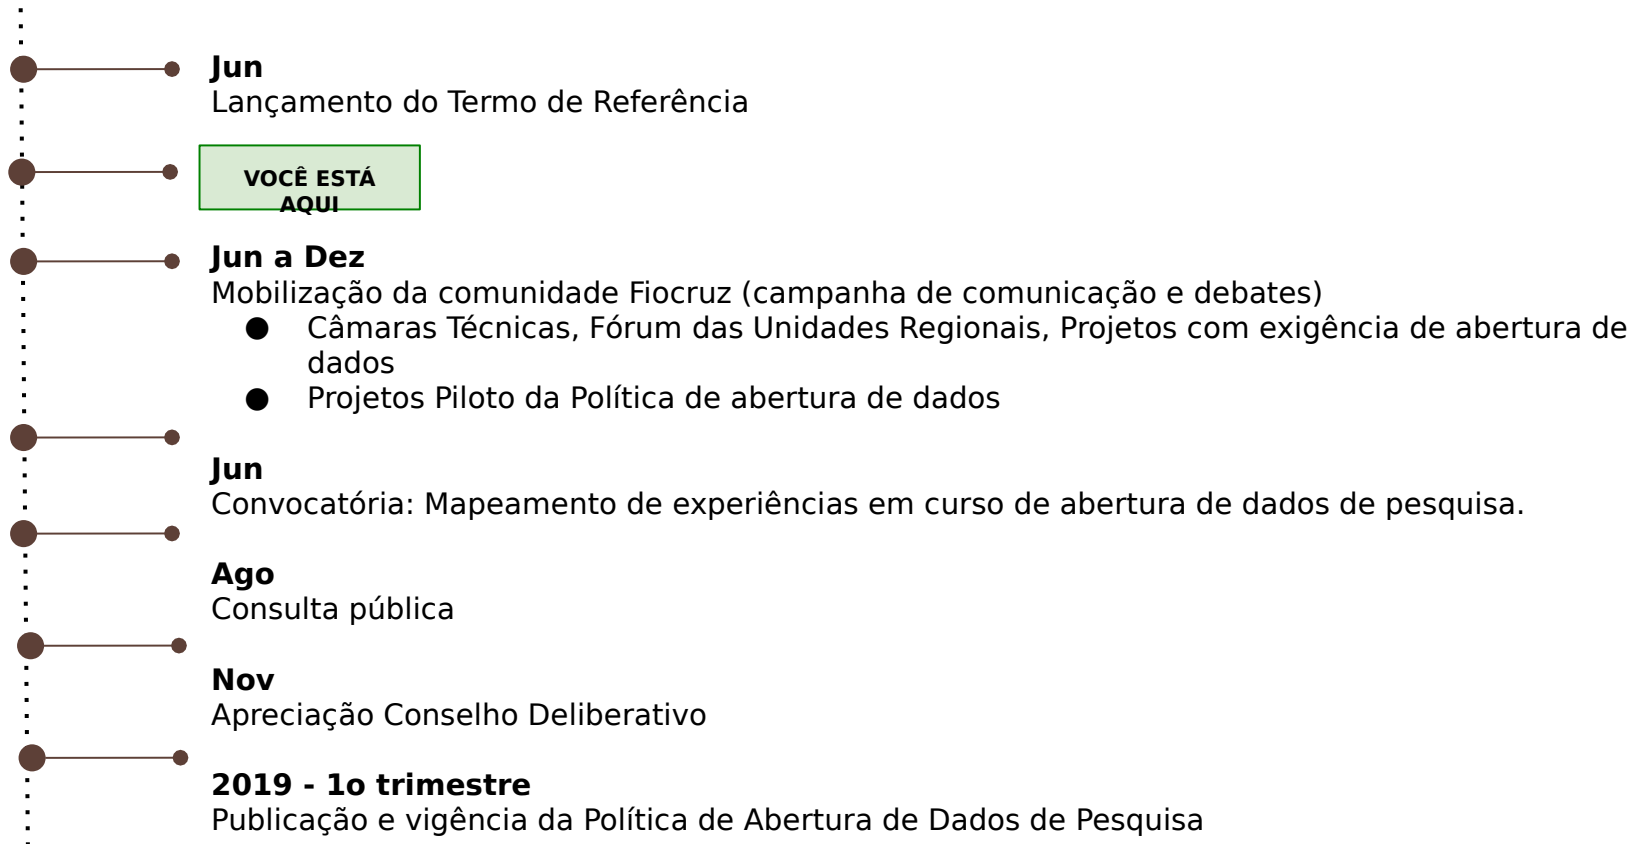 Jun
Lançamento do Termo de Referência
VOCÊ ESTÁ
AQUI
Jun a Dez
Mobilização da comunidade Fiocruz (campanha de comunicação e debates)
● Câmaras Técnicas, Fórum das Unidades Regionais, Projetos com exigência de abertura de
dados
● Projetos Piloto da Política de abertura de dados
Jun
Convocatória: Mapeamento de experiências em curso de abertura de dados de pesquisa.
Ago
Consulta pública
Nov
Apreciação Conselho Deliberativo
2019 - 1o trimestre
Publicação e vigência da Política de Abertura de Dados de Pesquisa